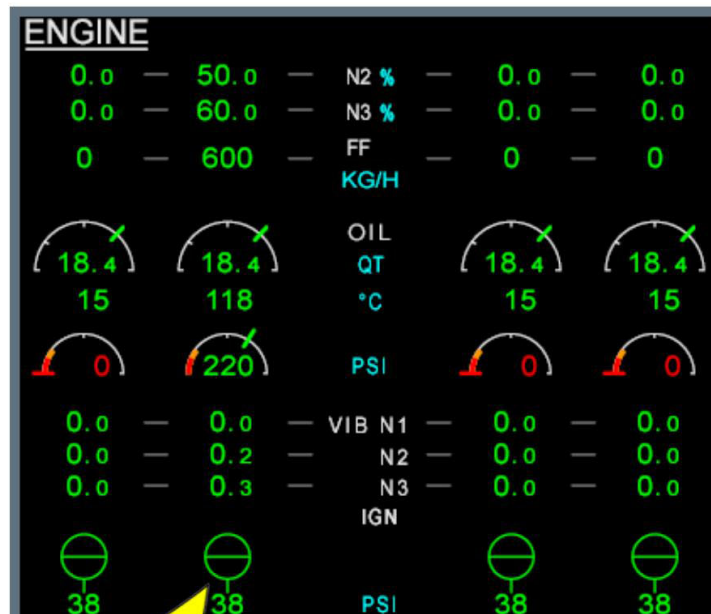 ENGINE
0.0 50.0 N2 % 0.0 0.0
0.0 60.0 N3 % 0.0 0.0
0 600 FF 0 0
KG/H
OIL
18.4 18.4 QT 18.4 18.4
15 118 °C 15 15
0 220 PSI 0 0
0.0 0.0 VIB N1 0.0 0.0
0.0 0.2 N2 0.0 0.0
0.0 0.3 N3 0.0 0.0
IGN
38 38 PSI 38 38